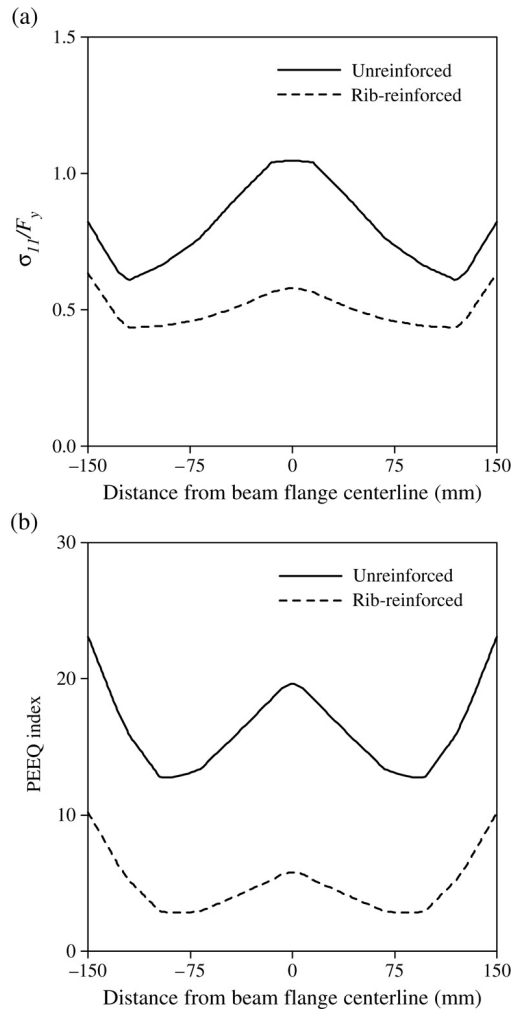 (a)
1.5
Unreinforced
Rib-reinforced
1.0
σ₁₁/Fᵧ
0.5
0.0
−150 −75 0 75 150
Distance from beam flange centerline (mm)
(b)
30
Unreinforced
Rib-reinforced
20
PEEQ index
10
0
−150 −75 0 75 150
Distance from beam flange centerline (mm)